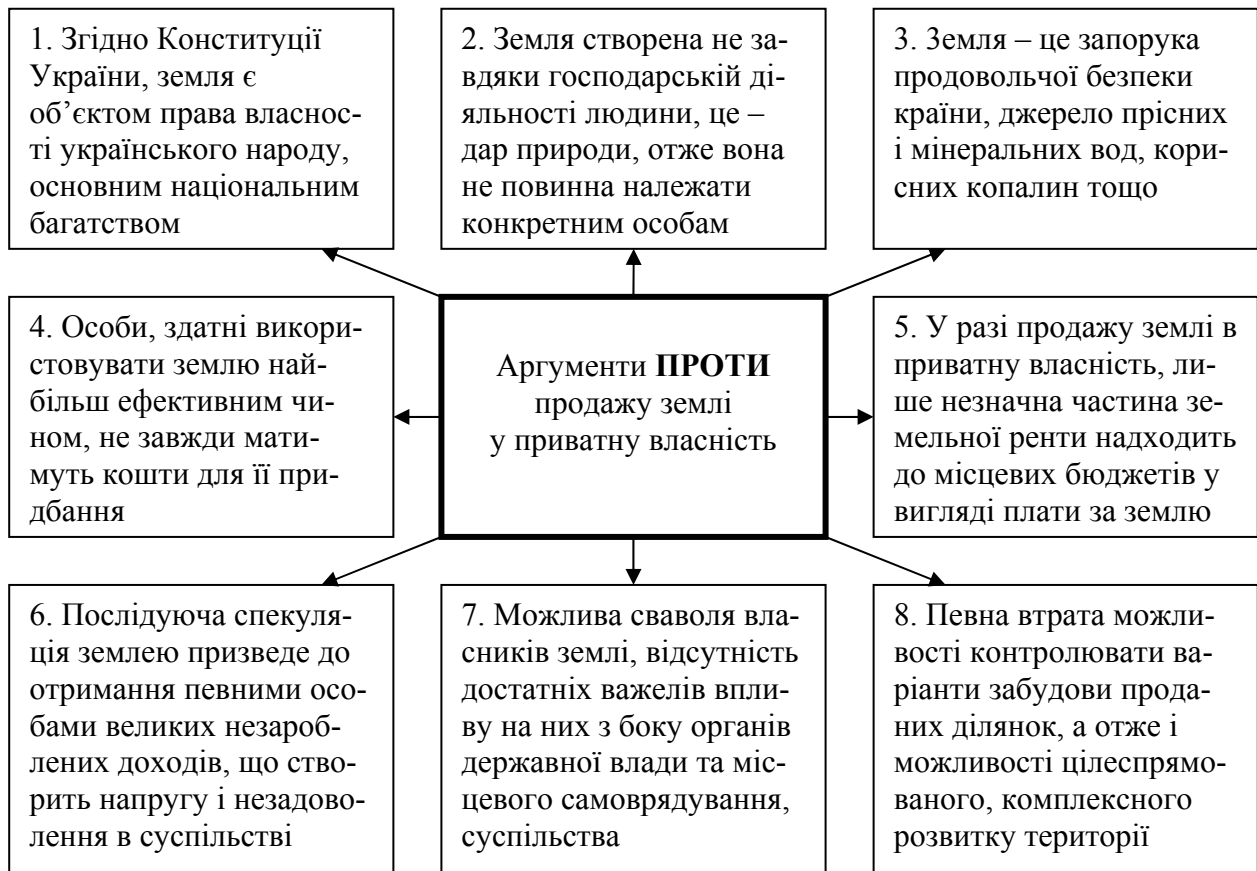 1. Згідно Конституції
України, земля є
об’єктом права власнос-
ті українського народу,
основним національним
багатством
2. Земля створена не за-
вдяки господарській ді-
яльності людини, це –
дар природи, отже вона
не повинна належати
конкретним особам
3. Земля – це запорука
продовольчої безпеки
країни, джерело прісних
і мінеральних вод, кори-
сних копалин тощо
4. Особи, здатні викори-
стовувати землю най-
більш ефективним чи-
ном, не завжди мати-
муть кошти для її при-
дбання
Аргументи ПРОТИ
продажу землі
у приватну власність
5. У разі продажу землі в
приватну власність, ли-
ше незначна частина зе-
мельної ренти надходить
до місцевих бюджетів у
вигляді плати за землю
6. Послідуюча спекуля-
ція землею призведе до
отримання певними осо-
бами великих незароб-
лених доходів, що ство-
рить напругу і незадово-
лення в суспільстві
7. Можлива сваволя вла-
сників землі, відсутність
достатніх важелів впли-
ву на них з боку органів
державної влади та міс-
цевого самоврядування,
суспільства
8. Певна втрата можли-
вості контролювати ва-
ріанти забудови прода-
них ділянок, а отже і
можливості цілеспрямо-
ваного, комплексного
розвитку території